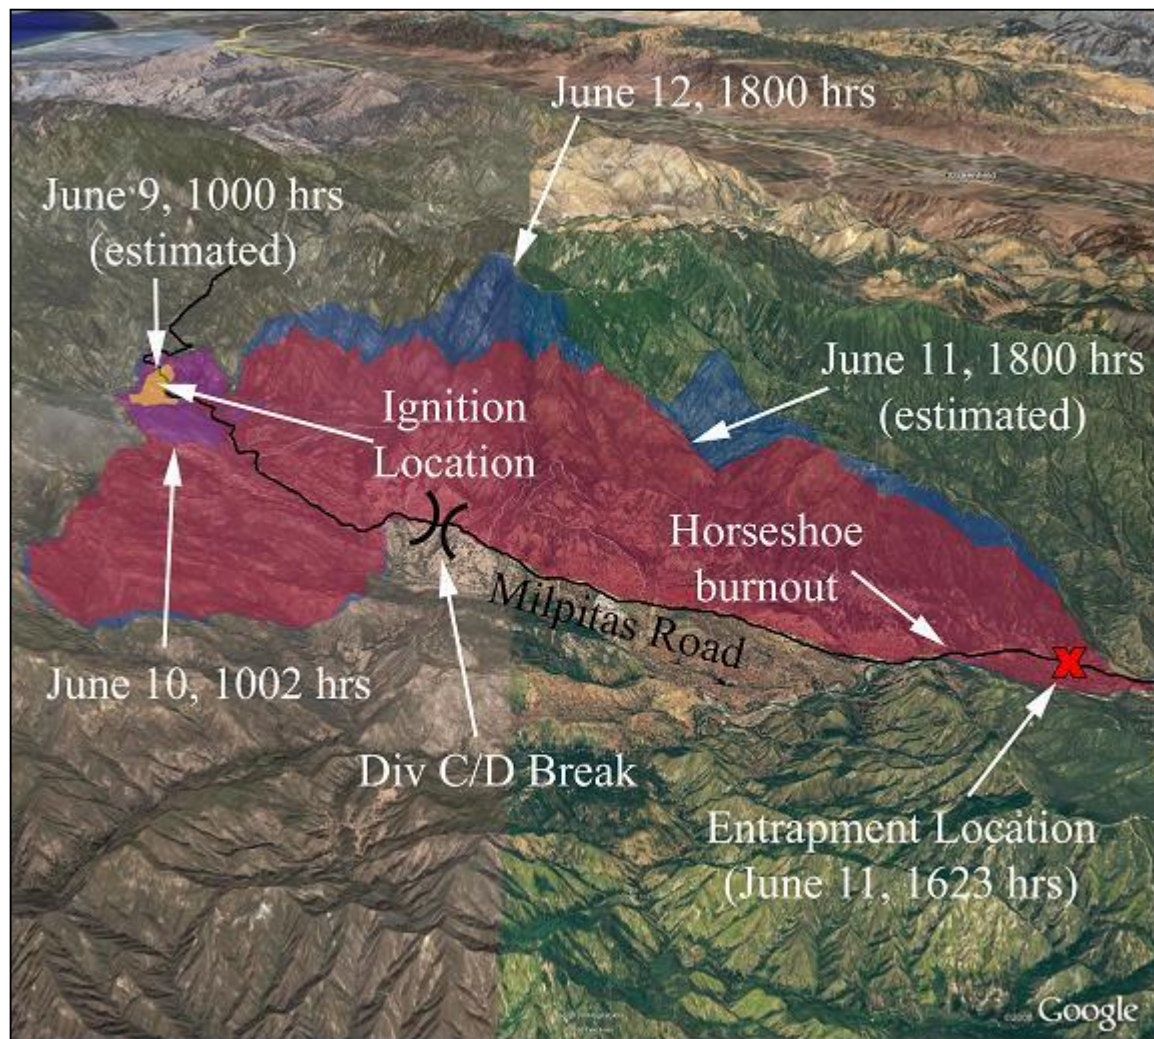 June 12, 1800 hrs
June 9, 1000 hrs
(estimated)
June 11, 1800 hrs
(estimated)
Ignition
Location
Horseshoe
burnout
Milpitas Road
June 10, 1002 hrs
Div C/D Break
Entrapment Location
(June 11, 1623 hrs)
Google